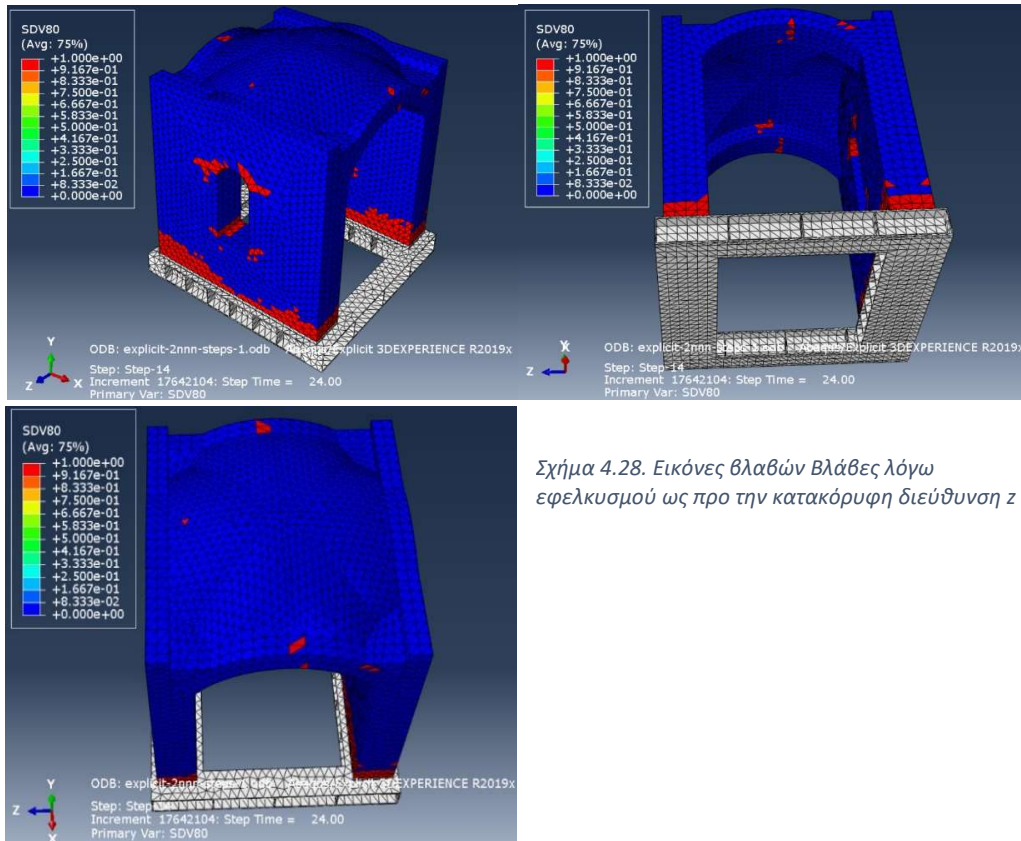 SDV80
(Avg: 75%)
+1.000e+00
+9.167e-01
+8.333e-01
+7.500e-01
+6.667e-01
+5.833e-01
+5.000e-01
+4.167e-01
+3.333e-01
+2.500e-01
+1.667e-01
+8.333e-02
+0.000e+00
Y
Z
X
ODB: explicit-2nnn-steps-1.odb Explicit 3DEXPERIENCE R2019x
Step: Step-14
Increment 17642104: Step Time = 24.00
Primary Var: SDV80
SDV80
(Avg: 75%)
+1.000e+00
+9.167e-01
+8.333e-01
+7.500e-01
+6.667e-01
+5.833e-01
+5.000e-01
+4.167e-01
+3.333e-01
+2.500e-01
+1.667e-01
+8.333e-02
+0.000e+00
Z
ODB: explicit-2nnn 3DEXPERIENCE R2019x
Step: Step-14
Increment 17642104: Step Time = 24.00
Primary Var: SDV80
SDV80
(Avg: 75%)
+1.000e+00
+9.167e-01
+8.333e-01
+7.500e-01
+6.667e-01
+5.833e-01
+5.000e-01
+4.167e-01
+3.333e-01
+2.500e-01
+1.667e-01
+8.333e-02
+0.000e+00
Y
Z
X
ODB: 3DEXPERIENCE R2019x
Step:
Increment 17642104: Step Time = 24.00
Primary Var: SDV80
Σχήμα 4.28. Εικόνες βλαβών Βλάβες λόγω
εφελκυσμού ως προ την κατακόρυφη διεύθυνση z